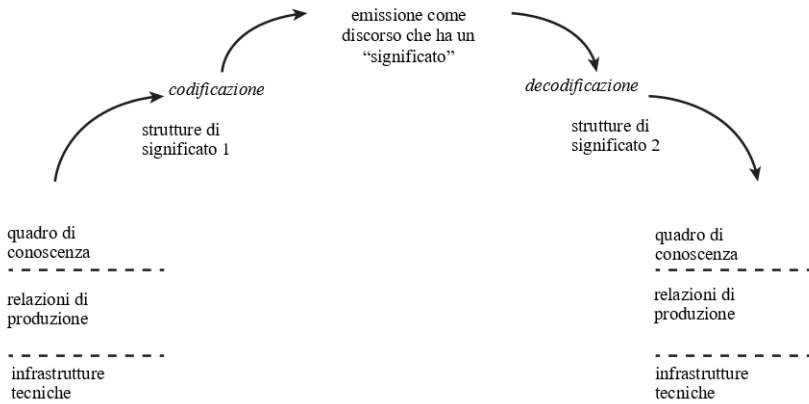 emissione come
discorso che ha un
“significato”
codificazione
decodificazione
strutture di
significato 1
strutture di
significato 2
quadro di
conoscenza
relazioni di
produzione
infrastrutture
tecniche
quadro di
conoscenza
relazioni di
produzione
infrastrutture
tecniche